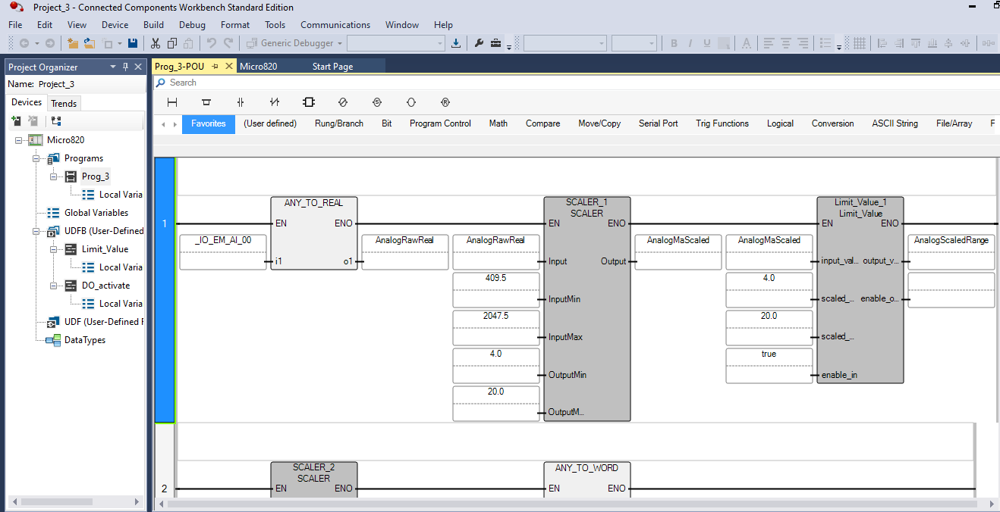 Project_3 - Connected Components Workbench Standard Edition
File Edit View Device Build Debug Format Tools Communications Window Help
Generic Debugger
B I U A
Project Organizer
Name: Project_3
Devices Trends
Micro820
Programs
Prog_3
Local Varia
Global Variables
UDFB (User-Defined
Limit_Value
Local Varia
DO_activate
Local Varia
UDF (User-Defined F
DataTypes
Prog_3-POU Micro820 Start Page
Search
S R
Favorites (User defined) Rung/Branch Bit Program Control Math Compare Move/Copy Serial Port Trig Functions Logical Conversion ASCII String File/Array F
1
ANY_TO_REAL
EN ENO
_IO_EM_AI_00
i1 o1
AnalogRawReal
SCALER_1
SCALER
EN ENO
AnalogRawReal
Input Output
409.5
InputMin
2047.5
InputMax
4.0
OutputMin
20.0
OutputM...
AnalogMaScaled
Limit_Value_1
Limit_Value
EN ENO
AnalogMaScaled
input_val... output_v...
4.0
scaled_... enable_o...
20.0
scaled_...
true
enable_in
AnalogScaledRange
2
SCALER_2
SCALER
EN ENO
ANY_TO_WORD
EN ENO